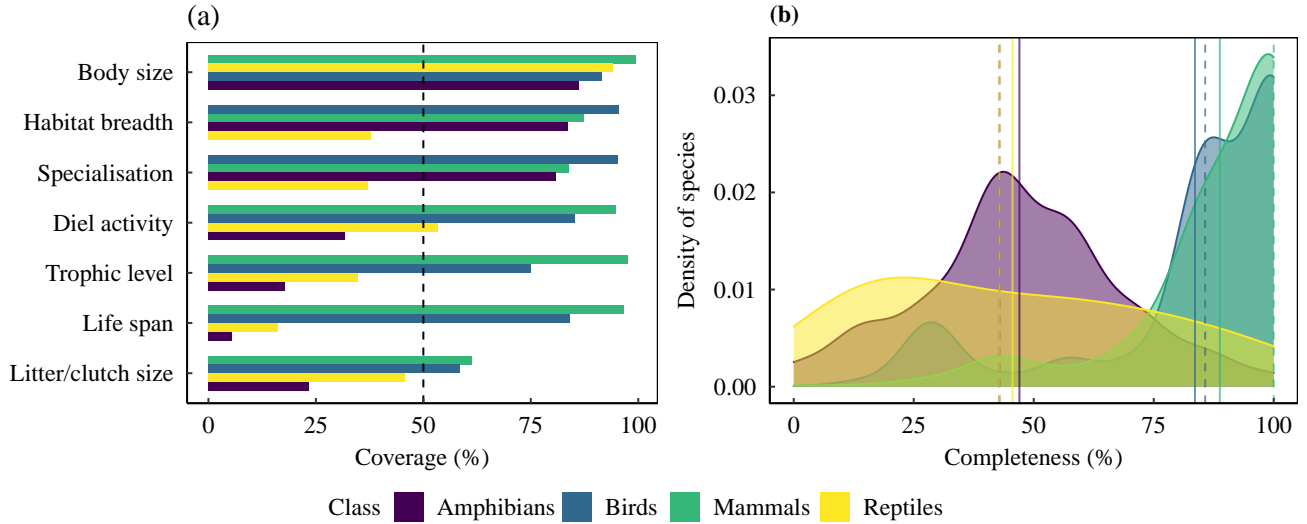 (a)
Body size
Habitat breadth
Specialisation
Diel activity
Trophic level
Life span
Litter/clutch size
0 25 50 75 100
Coverage (%)
(b)
Density of species
0.03
0.02
0.01
0.00
0 25 50 75 100
Completeness (%)
Class Amphibians Birds Mammals Reptiles